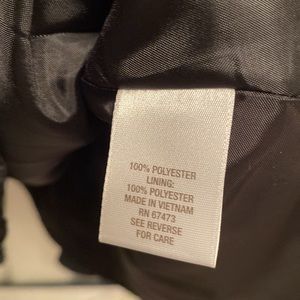 100% POLYESTER
LINING:
100% POLYESTER
MADE IN VIETNAM
RN 67473
SEE REVERSE
FOR CARE